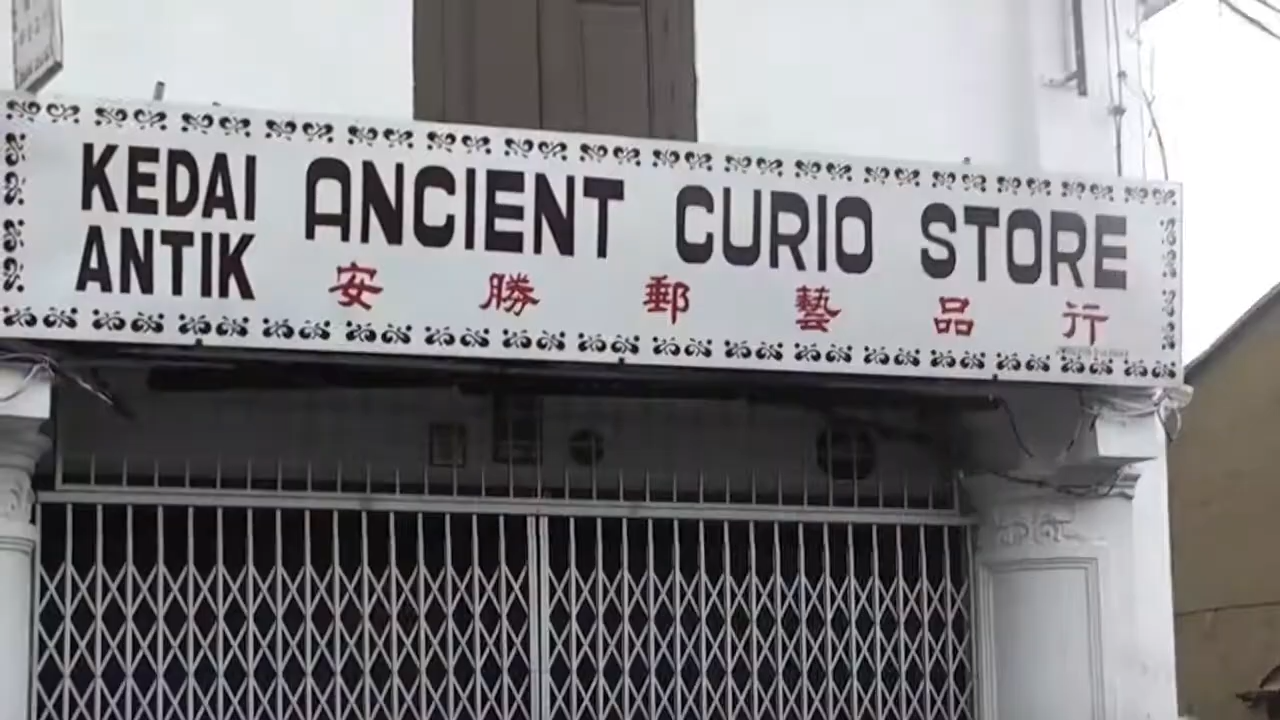 KEDAI
ANTIK
ANCIENT CURIO STORE
安勝郵藝品行